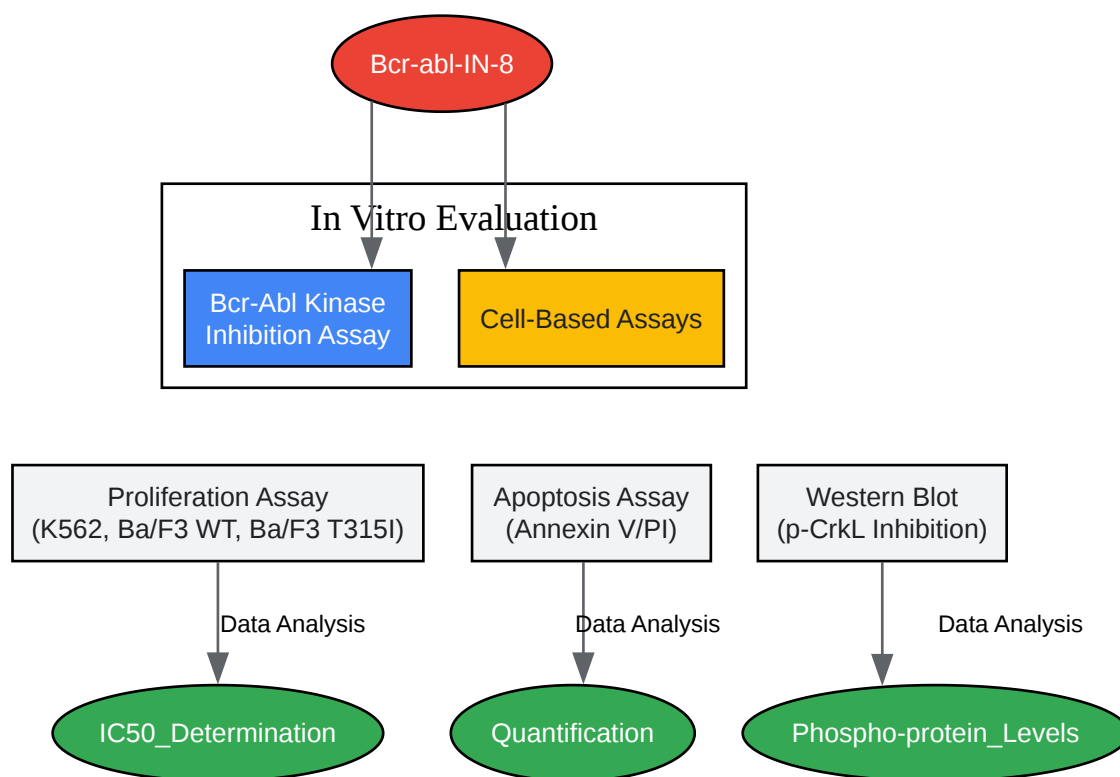 Bcr-abl-IN-8
In Vitro Evaluation
Bcr-Abl Kinase
Inhibition Assay
Cell-Based Assays
Proliferation Assay
(K562, Ba/F3 WT, Ba/F3 T315I)
Apoptosis Assay
(Annexin V/PI)
Western Blot
(p-CrkL Inhibition)
Data Analysis
Data Analysis
Data Analysis
IC50_Determination
Quantification
Phospho-protein_Levels